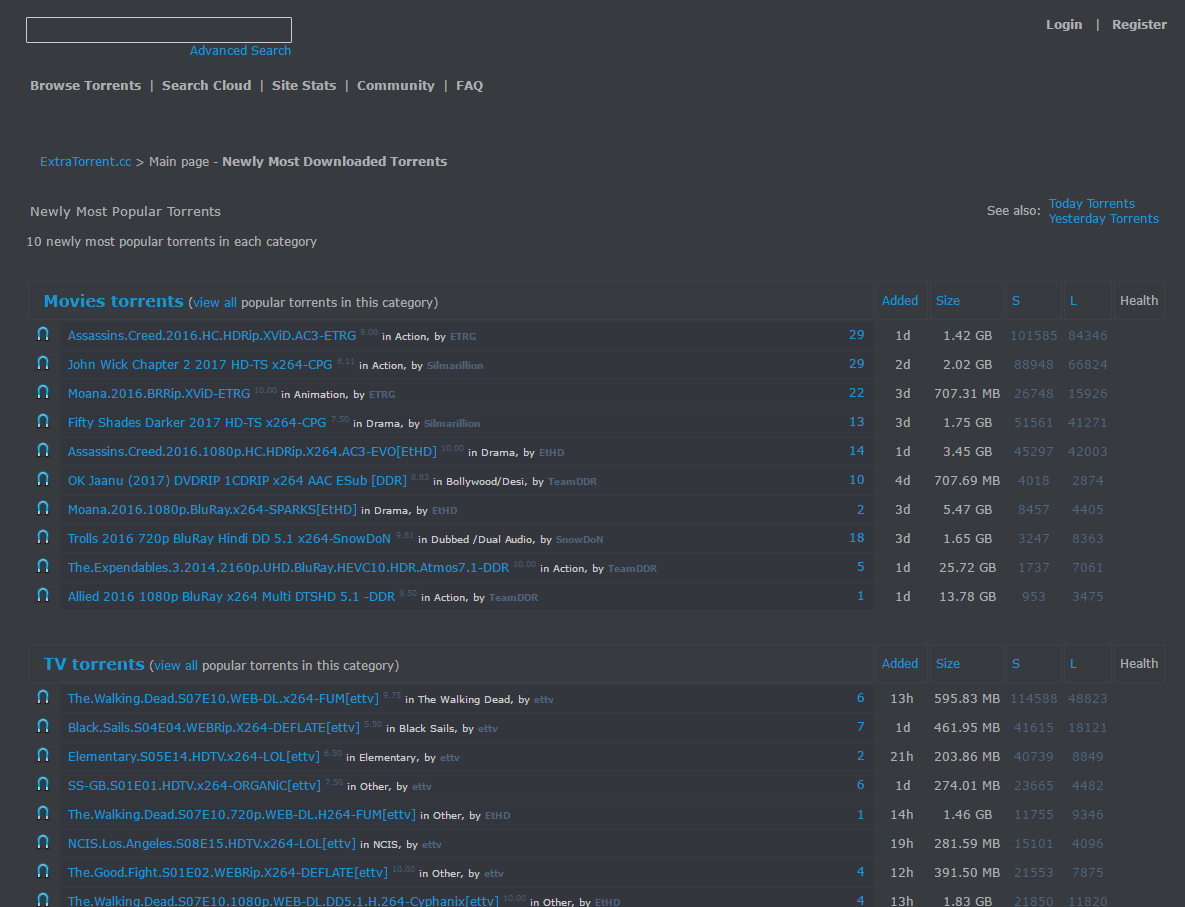 Login | Register
Advanced Search
Browse Torrents | Search Cloud | Site Stats | Community | FAQ
ExtraTorrent.cc > Main page - Newly Most Downloaded Torrents
Newly Most Popular Torrents
See also: Today Torrents
Yesterday Torrents
10 newly most popular torrents in each category
Movies torrents (view all popular torrents in this category) Added Size S L Health
Assassins.Creed.2016.HC.HDRip.XViD.AC3-ETRG 9.00 in Action, by ETRG 29 1d 1.42 GB 101585 84346
John Wick Chapter 2 2017 HD-TS x264-CPG 8.11 in Action, by Silmarillion 29 2d 2.02 GB 88948 66824
Moana.2016.BRRip.XViD-ETRG 10.00 in Animation, by ETRG 22 3d 707.31 MB 26748 15926
Fifty Shades Darker 2017 HD-TS x264-CPG 7.50 in Drama, by Silmarillion 13 3d 1.75 GB 51561 41271
Assassins.Creed.2016.1080p.HC.HDRip.X264.AC3-EVO[EtHD] 10.00 in Drama, by EtHD 14 1d 3.45 GB 45297 42003
OK Jaanu (2017) DVDRIP 1CDRIP x264 AAC ESub [DDR] 8.83 in Bollywood/Desi, by TeamDDR 10 4d 707.69 MB 4018 2874
Moana.2016.1080p.BluRay.x264-SPARKS[EtHD] in Drama, by EtHD 2 3d 5.47 GB 8457 4405
Trolls 2016 720p BluRay Hindi DD 5.1 x264-SnowDoN 9.81 in Dubbed /Dual Audio, by SnowDoN 18 3d 1.65 GB 3247 8363
The.Expendables.3.2014.2160p.UHD.BluRay.HEVC10.HDR.Atmos7.1-DDR 10.00 in Action, by TeamDDR 5 1d 25.72 GB 1737 7061
Allied 2016 1080p BluRay x264 Multi DTSHD 5.1 -DDR 9.50 in Action, by TeamDDR 1 1d 13.78 GB 953 3475
TV torrents (view all popular torrents in this category) Added Size S L Health
The.Walking.Dead.S07E10.WEB-DL.x264-FUM[ettv] 9.75 in The Walking Dead, by ettv 6 13h 595.83 MB 114588 48823
Black.Sails.S04E04.WEBRip.X264-DEFLATE[ettv] 5.50 in Black Sails, by ettv 7 1d 461.95 MB 41615 18121
Elementary.S05E14.HDTV.x264-LOL[ettv] 6.50 in Elementary, by ettv 2 21h 203.86 MB 40739 8849
SS-GB.S01E01.HDTV.x264-ORGANiC[ettv] 7.50 in Other, by ettv 6 1d 274.01 MB 23665 4482
The.Walking.Dead.S07E10.720p.WEB-DL.H264-FUM[ettv] in Other, by EtHD 1 14h 1.46 GB 11755 9346
NCIS.Los.Angeles.S08E15.HDTV.x264-LOL[ettv] in NCIS, by ettv 19h 281.59 MB 15101 4096
The.Good.Fight.S01E02.WEBRip.X264-DEFLATE[ettv] 10.00 in Other, by ettv 4 12h 391.50 MB 21553 7875
The.Walking.Dead.S07E10.1080p.WEB-DL.DD5.1.H.264-Cyphanix[ettv] 10.00 in Other, by EtHD 4 13h 1.83 GB 21850 11820